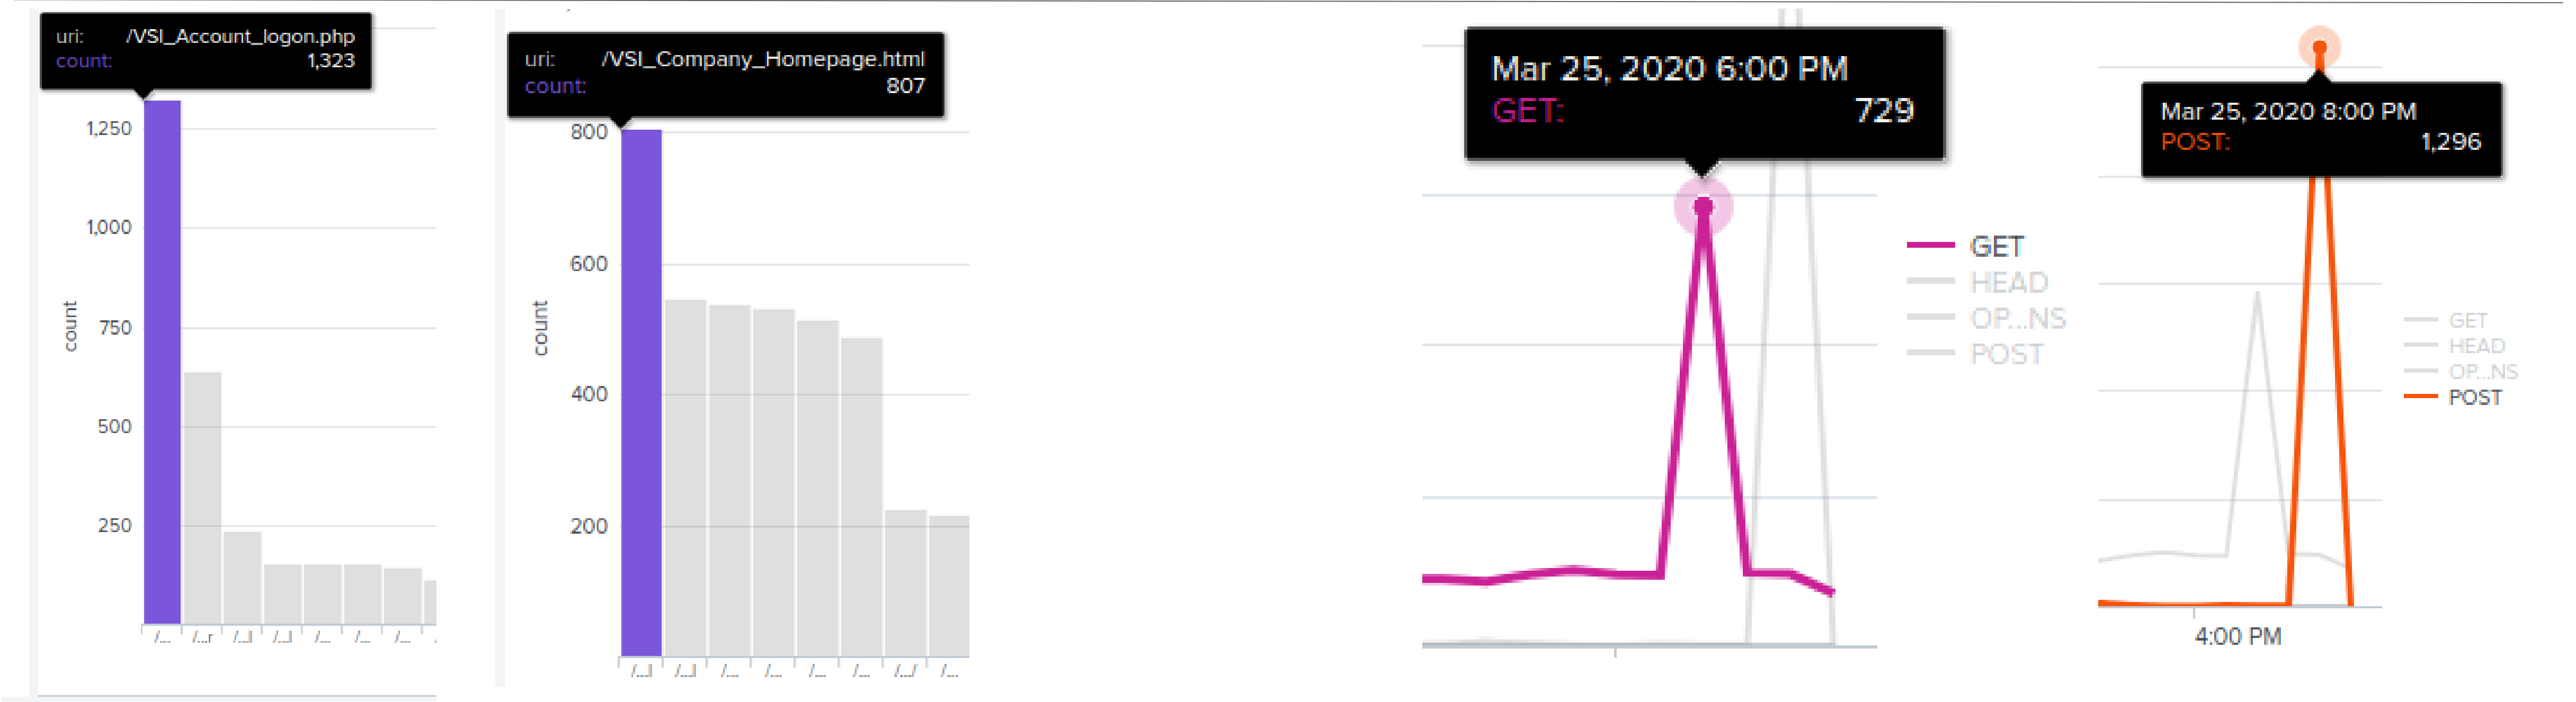 uri: /VSI_Account_logon.php
count: 1,323
1,250
1,000
750
500
250
count
/... /...r /...l /...l /... /... /...
uri: /VSI_Company_Homepage.html
count: 807
800
600
400
200
count
/...l /...l /... /... /... /... /.../ /...
Mar 25, 2020 6:00 PM
GET: 729
GET
HEAD
OP...NS
POST
Mar 25, 2020 8:00 PM
POST: 1,296
GET
HEAD
OP...NS
POST
4:00 PM